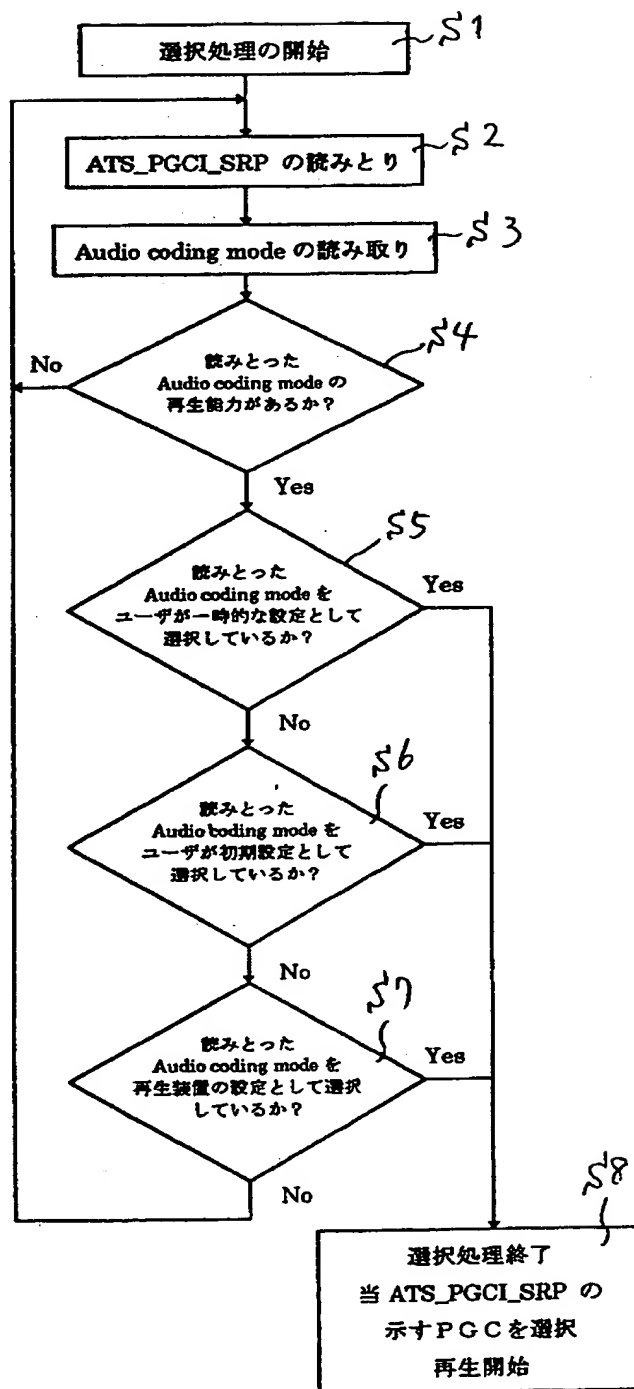 選択処理の開始
S1
ATS_PGCI_SRP の読みとり
S2
Audio coding mode の読み取り
S3
S4
No
読みとった
Audio coding mode の
再生能力があるか？
Yes
S5
読みとった
Audio coding mode を
ユーザが一時的な設定として
選択しているか？
Yes
No
S6
読みとった
Audio coding mode を
ユーザが初期設定として
選択しているか？
Yes
No
S7
読みとった
Audio coding mode を
再生装置の設定として選択
しているか？
Yes
No
S8
選択処理終了
当 ATS_PGCI_SRP の
示すＰＧＣを選択
再生開始